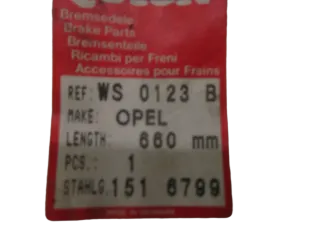 Bremsedele
Brake Parts
Bremsenteile
Ricambi per Freni
Accessoires pour Frains
REF: WS 0123 B
MAKE: OPEL
LENGTH: 660 mm
PCS.: 1
STAHLG. 151 6799